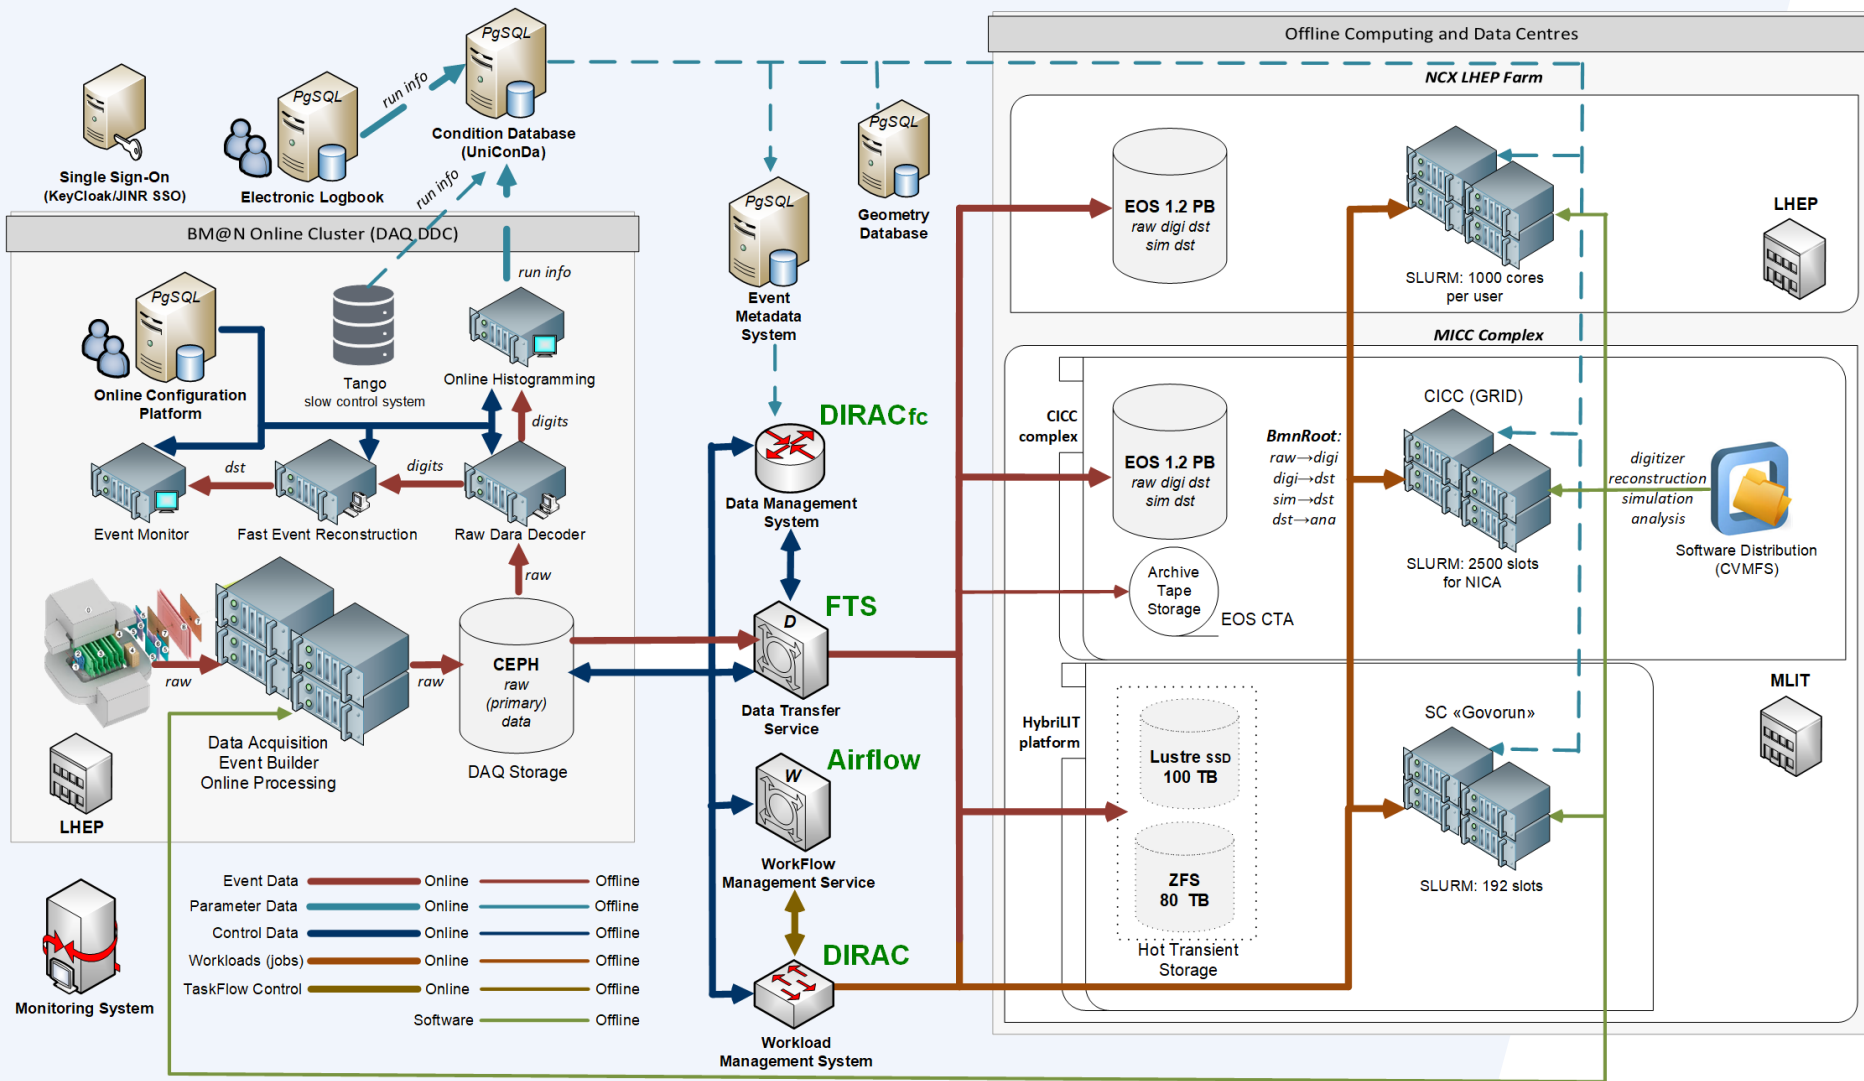 Offline Computing and Data Centres
PgSQL
Condition Database
(UniConDa)
run info
PgSQL
Electronic Logbook
Single Sign-On
(KeyCloak/JINR SSO)
run info
PgSQL
Geometry
Database
PgSQL
Event
Metadata
System
BM@N Online Cluster (DAQ DDC)
run info
PgSQL
Online Configuration
Platform
Tango
slow control system
Online Histogramming
digits
digits
dst
Event Monitor
Fast Event Reconstruction
Raw Dara Decoder
raw
raw
raw
Data Acquisition
Event Builder
Online Processing
CEPH
raw
(primary)
data
DAQ Storage
LHEP
Monitoring System
Event Data Online Offline
Parameter Data Online Offline
Control Data Online Offline
Workloads (jobs) Online Offline
TaskFlow Control Online Offline
Software Offline
DIRACfc
Data Management
System
FTS
D
Data Transfer
Service
Airflow
W
WorkFlow
Management Service
DIRAC
Workload
Management System
NCX LHEP Farm
EOS 1.2 PB
raw digi dst
sim dst
SLURM: 1000 cores
per user
LHEP
MICC Complex
CICC
complex
EOS 1.2 PB
raw digi dst
sim dst
Archive
Tape
Storage
EOS CTA
BmnRoot:
raw→digi
digi→dst
sim→dst
dst→ana
CICC (GRID)
SLURM: 2500 slots
for NICA
digitizer
reconstruction
simulation
analysis
Software Distribution
(CVMFS)
HybriLIT
platform
Lustre SSD
100 TB
ZFS
80 TB
Hot Transient
Storage
SC «Govorun»
SLURM: 192 slots
MLIT